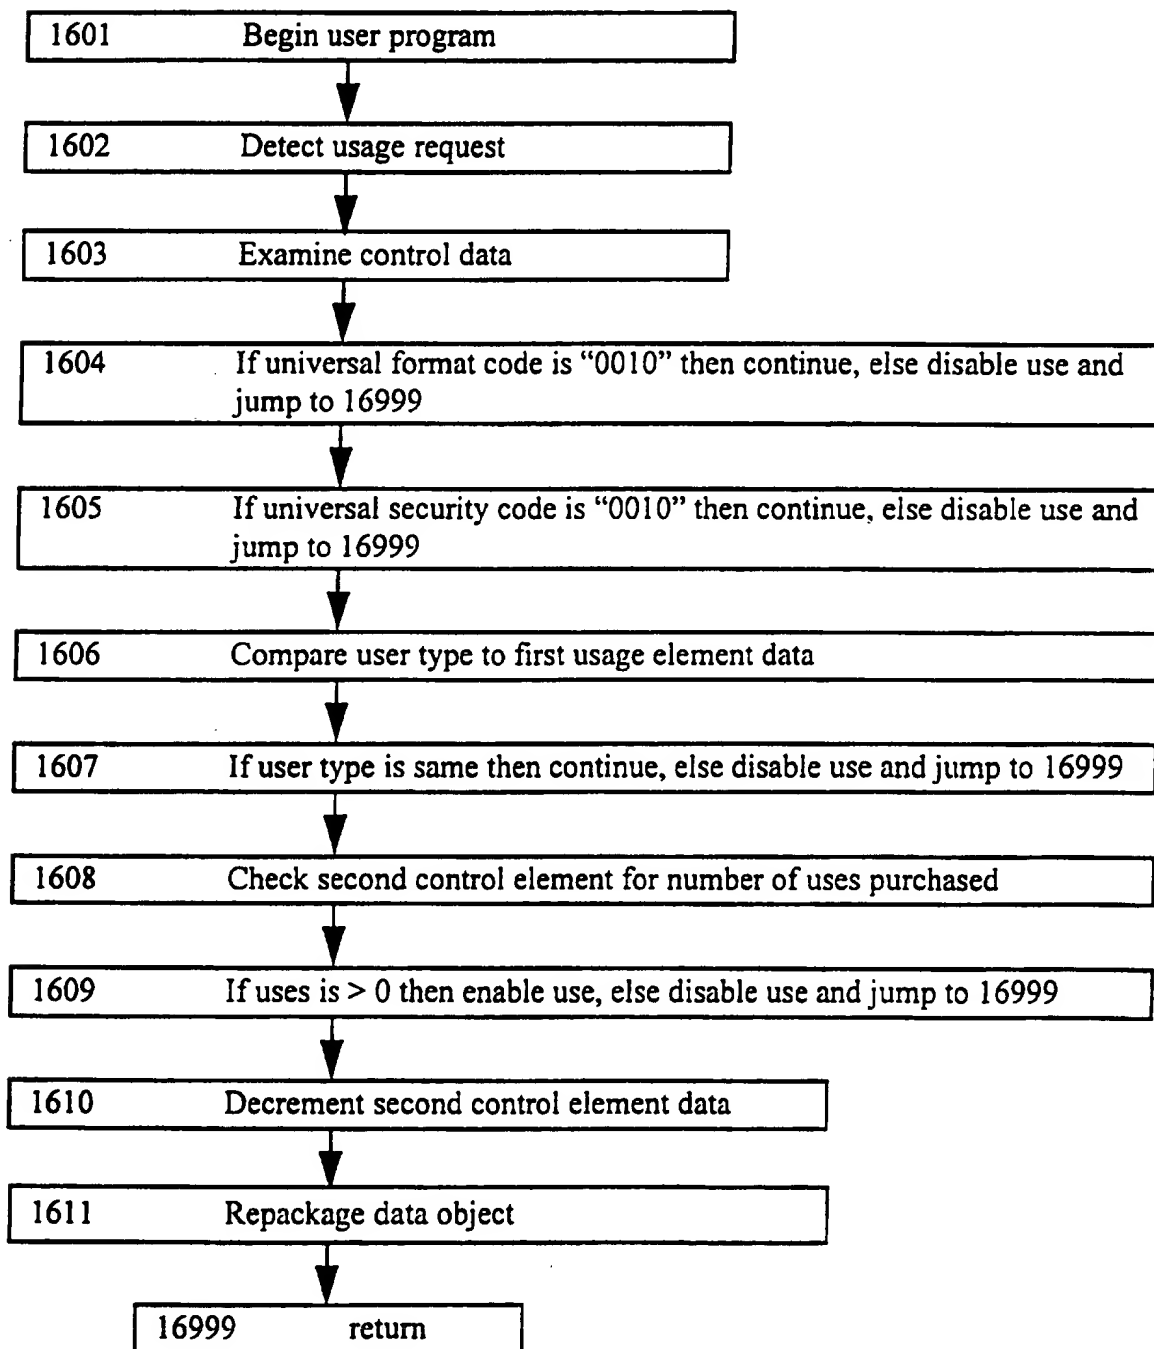 1601 Begin user program
1602 Detect usage request
1603 Examine control data
1604 If universal format code is “0010” then continue, else disable use and
jump to 16999
1605 If universal security code is “0010” then continue, else disable use and
jump to 16999
1606 Compare user type to first usage element data
1607 If user type is same then continue, else disable use and jump to 16999
1608 Check second control element for number of uses purchased
1609 If uses is > 0 then enable use, else disable use and jump to 16999
1610 Decrement second control element data
1611 Repackage data object
16999 return